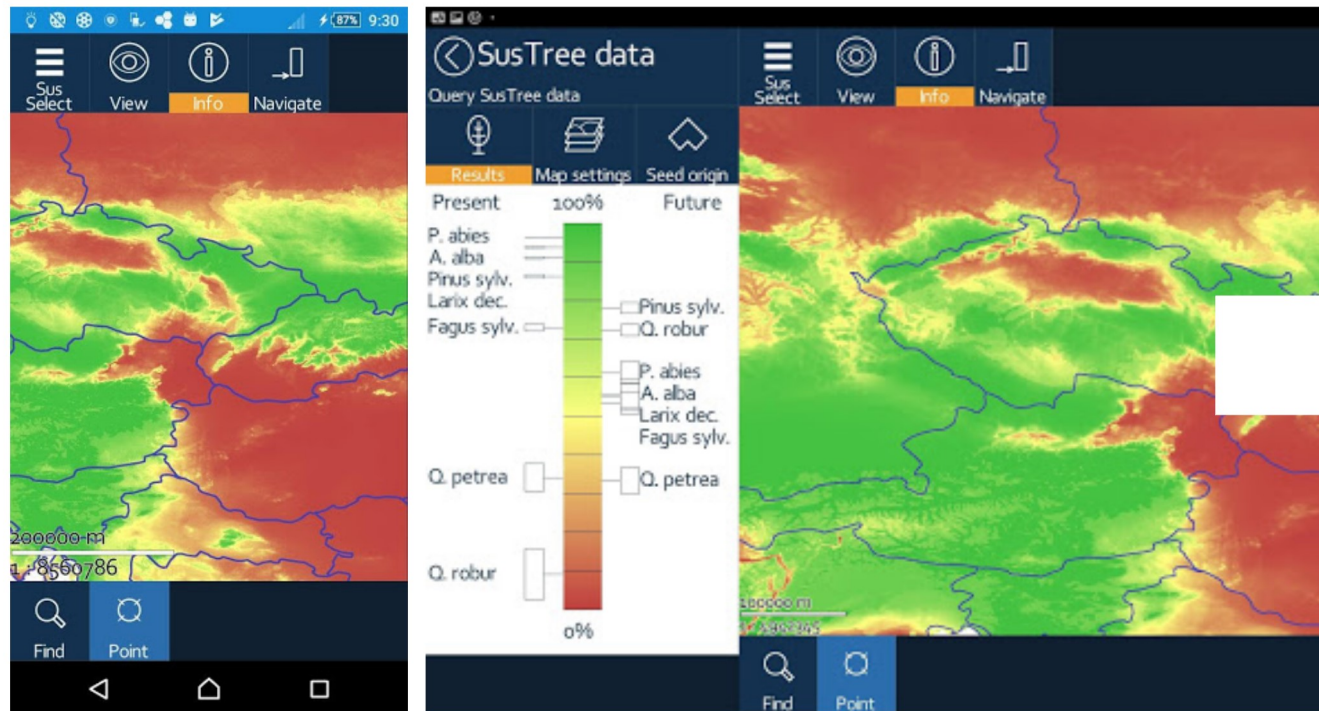 87% 9:30
Sus
Select
View
Info
Navigate
200000 m
1 : 8560786
Find
Point
SusTree data
Query SusTree data
Results
Map settings
Seed origin
Present
100%
Future
P. abies
A. alba
Pinus sylv.
Larix dec.
Fagus sylv.
Q. petrea
Q. robur
Pinus sylv.
Q. robur
P. abies
A. alba
Larix dec.
Fagus sylv.
Q. petrea
0%
Sus
Select
View
Info
Navigate
100000 m
Find
Point